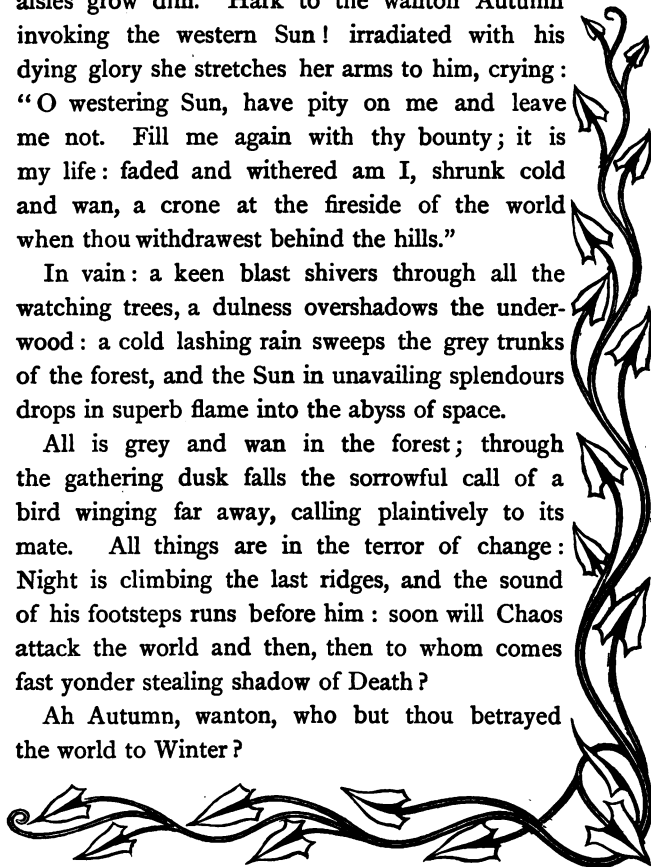 aisles grow dim. Hark to the wanton Autumn
invoking the western Sun! irradiated with his
dying glory she stretches her arms to him, crying:
“O westering Sun, have pity on me and leave
me not. Fill me again with thy bounty; it is
my life: faded and withered am I, shrunk cold
and wan, a crone at the fireside of the world
when thou withdrawest behind the hills.”
In vain: a keen blast shivers through all the
watching trees, a dulness overshadows the under-
wood: a cold lashing rain sweeps the grey trunks
of the forest, and the Sun in unavailing splendours
drops in superb flame into the abyss of space.
All is grey and wan in the forest; through
the gathering dusk falls the sorrowful call of a
bird winging far away, calling plaintively to its
mate. All things are in the terror of change:
Night is climbing the last ridges, and the sound
of his footsteps runs before him: soon will Chaos
attack the world and then, then to whom comes
fast yonder stealing shadow of Death?
Ah Autumn, wanton, who but thou betrayed
the world to Winter?